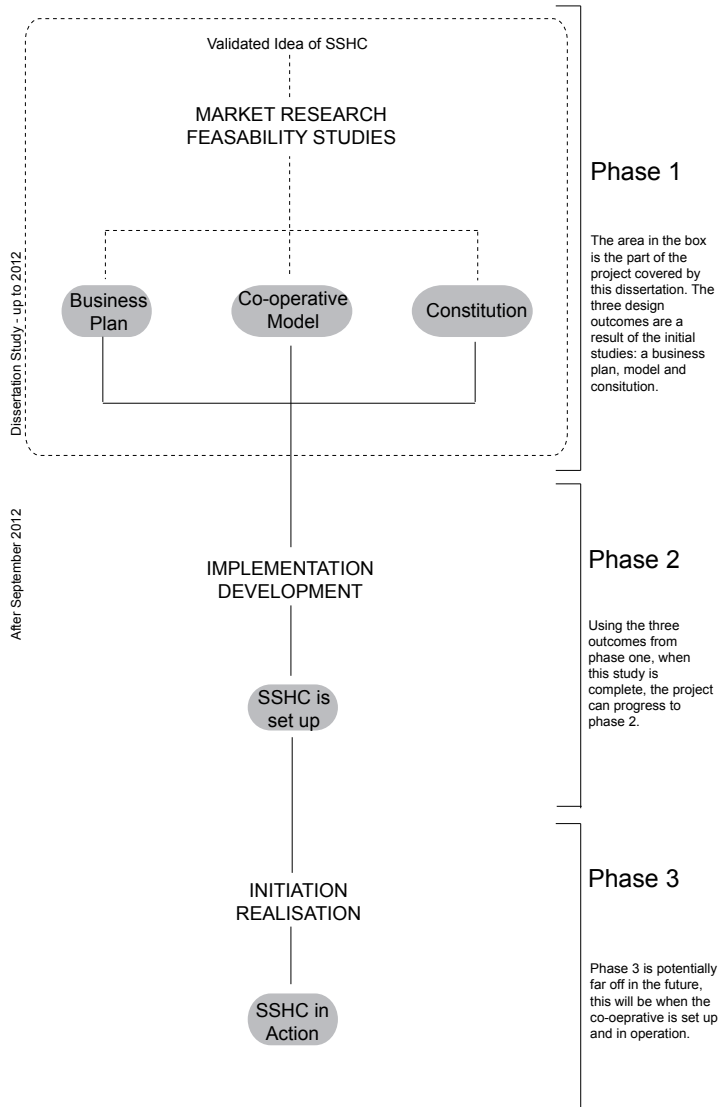 Validated Idea of SSHC
MARKET RESEARCH
FEASABILITY STUDIES
Business
Plan
Co-operative
Model
Constitution
Dissertation Study - up to 2012
Phase 1
The area in the box
is the part of the
project covered by
this dissertation. The
three design
outcomes are a
result of the initial
studies: a business
plan, model and
consitution.
After September 2012
IMPLEMENTATION
DEVELOPMENT
SSHC is
set up
Phase 2
Using the three
outcomes from
phase one, when
this study is
complete, the project
can progress to
phase 2.
INITIATION
REALISATION
SSHC in
Action
Phase 3
Phase 3 is potentially
far off in the future,
this will be when the
co-oeprative is set up
and in operation.